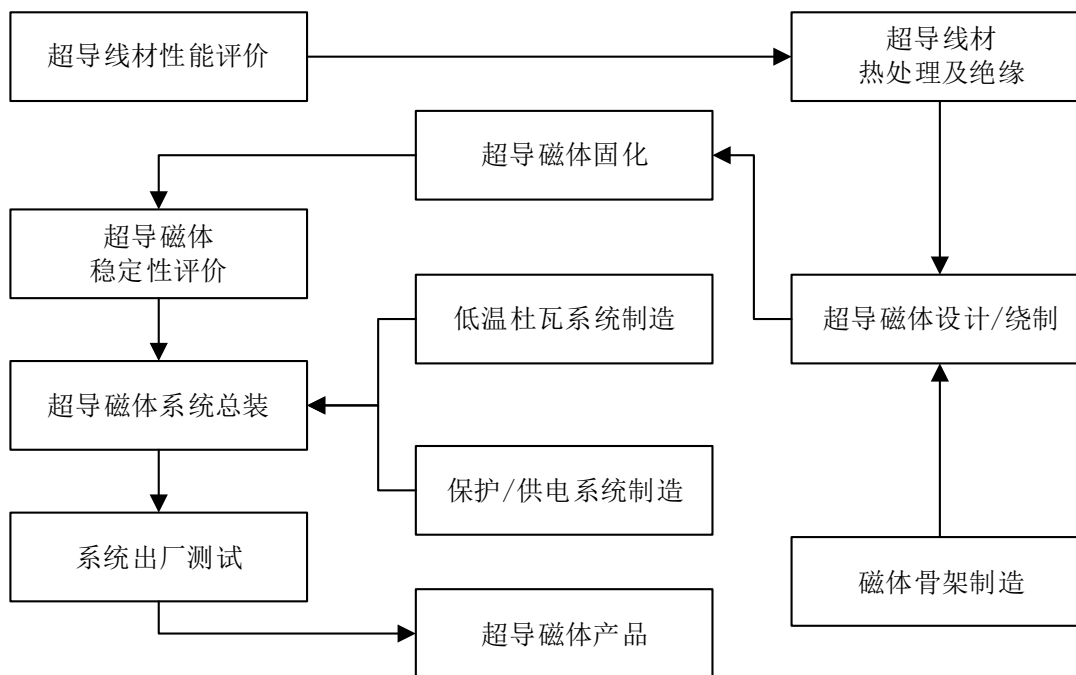 超导线材性能评价
超导线材
热处理及绝缘
超导磁体固化
超导磁体
稳定性评价
低温杜瓦系统制造
超导磁体设计/绕制
超导磁体系统总装
保护/供电系统制造
系统出厂测试
磁体骨架制造
超导磁体产品